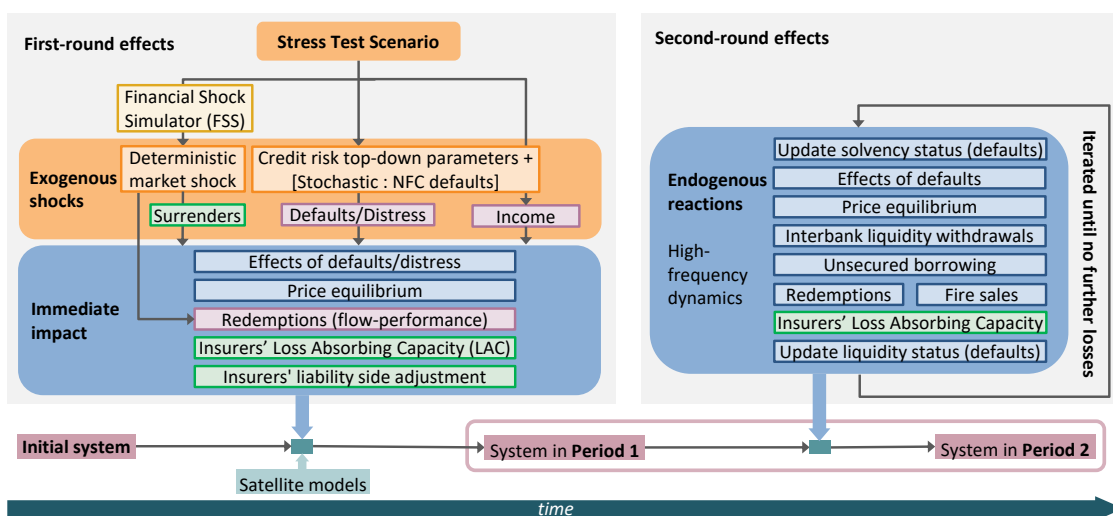 First-round effects
Stress Test Scenario
Financial Shock
Simulator (FSS)
Exogenous
shocks
Deterministic
market shock
Credit risk top-down parameters +
[Stochastic : NFC defaults]
Surrenders
Defaults/Distress
Income
Immediate
impact
Effects of defaults/distress
Price equilibrium
Redemptions (flow-performance)
Insurers' Loss Absorbing Capacity (LAC)
Insurers' liability side adjustment
Second-round effects
Endogenous
reactions
High-
frequency
dynamics
Update solvency status (defaults)
Effects of defaults
Price equilibrium
Interbank liquidity withdrawals
Unsecured borrowing
Redemptions
Fire sales
Insurers' Loss Absorbing Capacity
Update liquidity status (defaults)
Iterated until no further
losses
Initial system
System in Period 1
System in Period 2
Satellite models
time